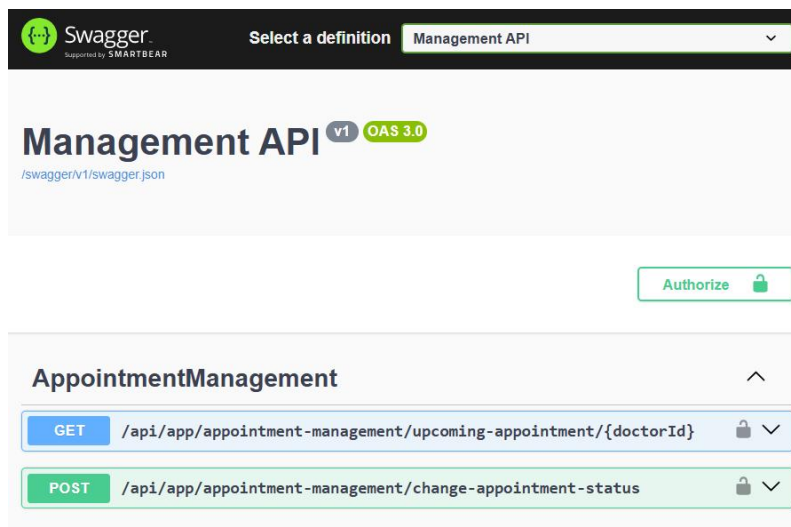 {...} Swagger.
Supported by SMARTBEAR
Select a definition Management API
Management API v1 OAS 3.0
/swagger/v1/swagger.json
Authorize
AppointmentManagement
GET /api/app/appointment-management/upcoming-appointment/{doctorId}
POST /api/app/appointment-management/change-appointment-status